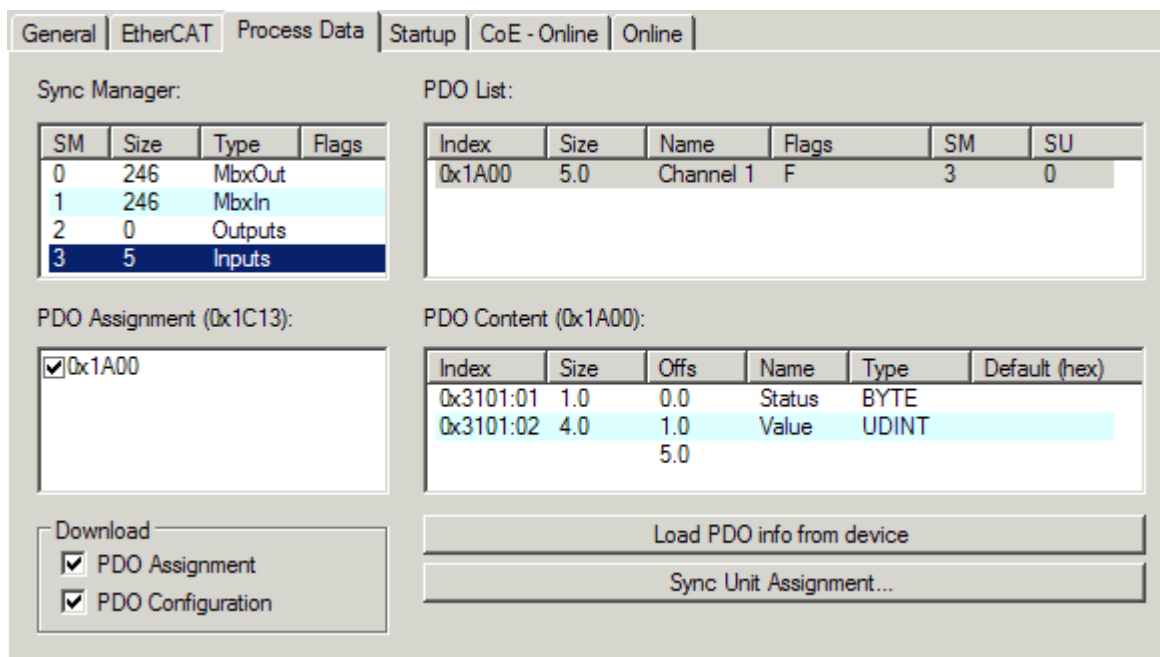 General EtherCAT Process Data Startup CoE - Online Online
Sync Manager:
SM Size Type Flags
0 246 MbxOut
1 246 MbxIn
2 0 Outputs
3 5 Inputs
PDO List:
Index Size Name Flags SM SU
0x1A00 5.0 Channel 1 F 3 0
PDO Assignment (0x1C13):
0x1A00
PDO Content (0x1A00):
Index Size Offs Name Type Default (hex)
0x3101:01 1.0 0.0 Status BYTE
0x3101:02 4.0 1.0 Value UDINT
5.0
Download
PDO Assignment
PDO Configuration
Load PDO info from device
Sync Unit Assignment...